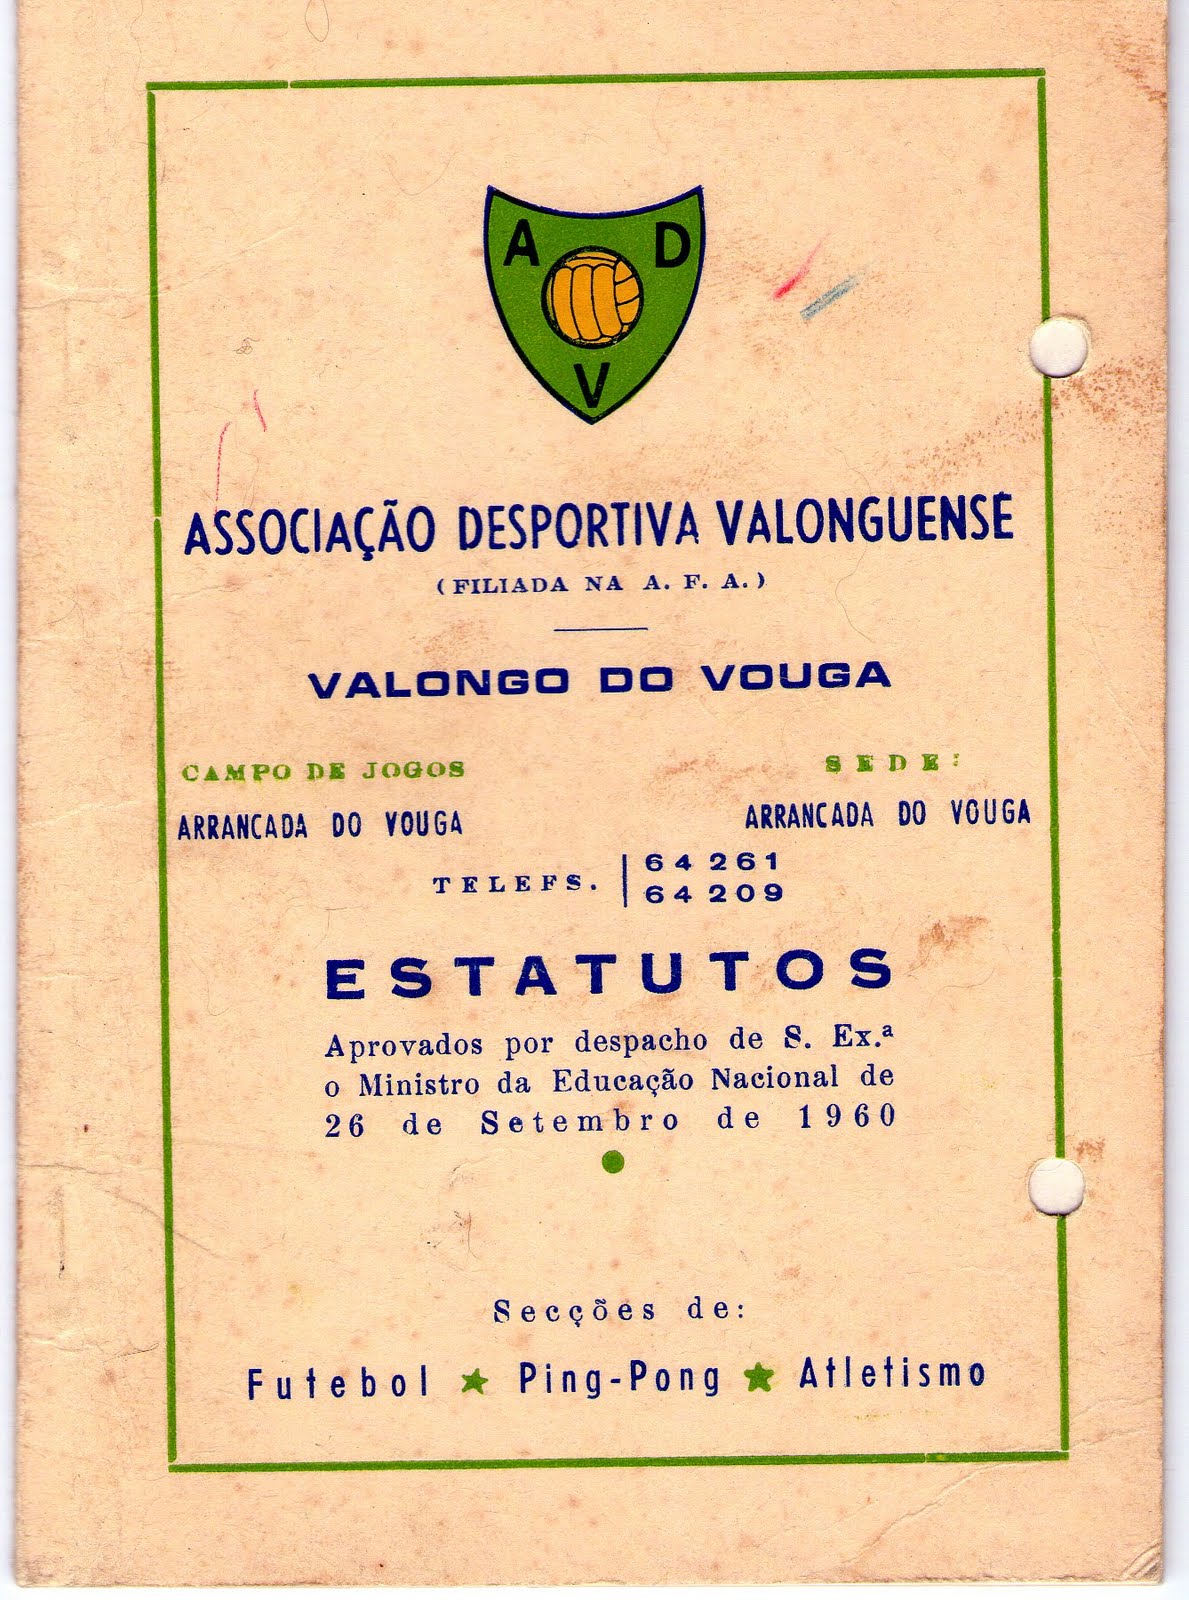 A D
V
ASSOCIAÇÃO DESPORTIVA VALONGUENSE
(FILIADA NA A. F. A.)
VALONGO DO VOUGA
CAMPO DE JOGOS
ARRANCADA DO VOUGA
SEDE:
ARRANCADA DO VOUGA
TELEFS. | 64 261
64 209
ESTATUTOS
Aprovados por despacho de S. Ex.ª
o Ministro da Educação Nacional de
26 de Setembro de 1960
Secções de:
Futebol ★ Ping-Pong ★ Atletismo